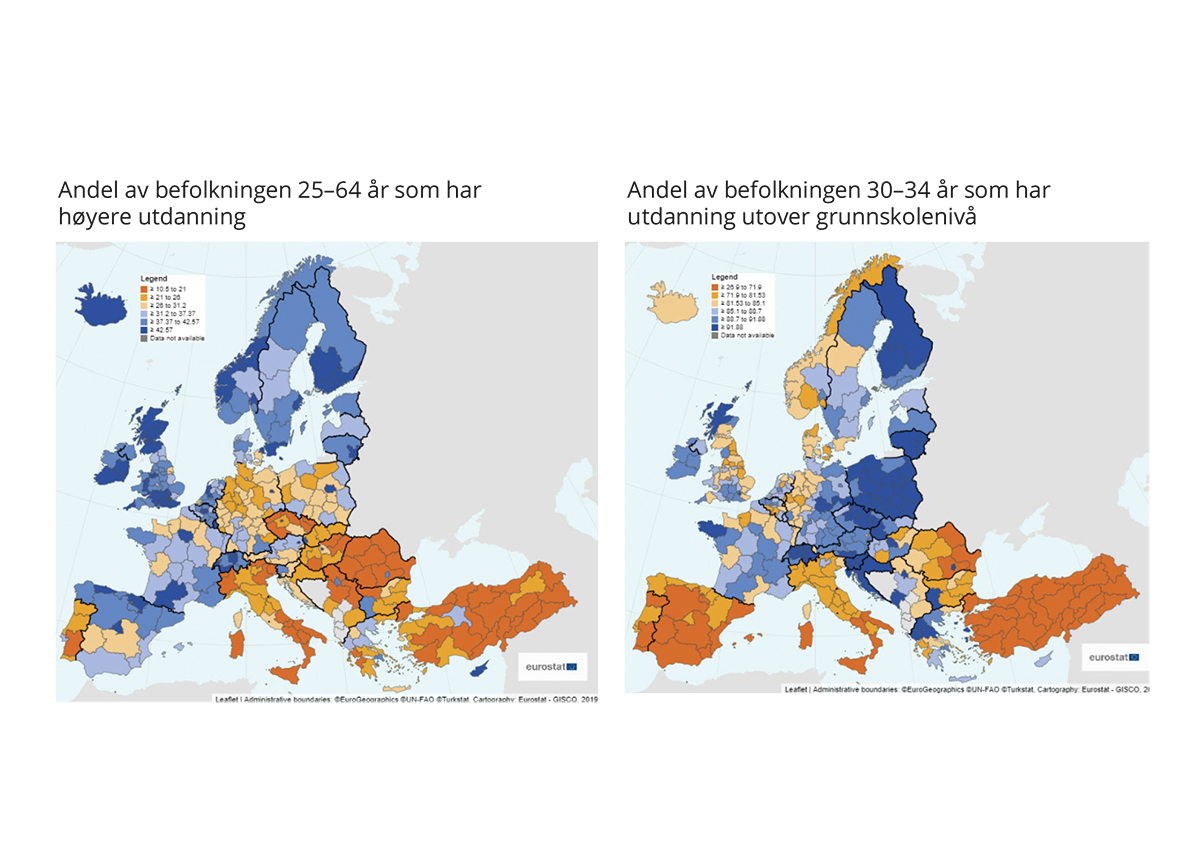 Andel av befolkningen 25–64 år som har
høyere utdanning
Legend
≥ 10.5 to 21
≥ 21 to 26
≥ 26 to 31.2
≥ 31.2 to 37.37
≥ 37.37 to 42.57
≥ 42.57
Data not available
eurostat
Leaflet | Administrative boundaries: ©EuroGeographics ©UN-FAO ©Turkstat, Cartography: Eurostat - GISCO, 2019
Andel av befolkningen 30–34 år som har
utdanning utover grunnskolenivå
Legend
≥ 26.9 to 71.9
≥ 71.9 to 81.53
≥ 81.53 to 85.1
≥ 85.1 to 88.7
≥ 88.7 to 91.88
≥ 91.88
Data not available
eurostat
Leaflet | Administrative boundaries: ©EuroGeographics ©UN-FAO ©Turkstat, Cartography: Eurostat - GISCO, 20